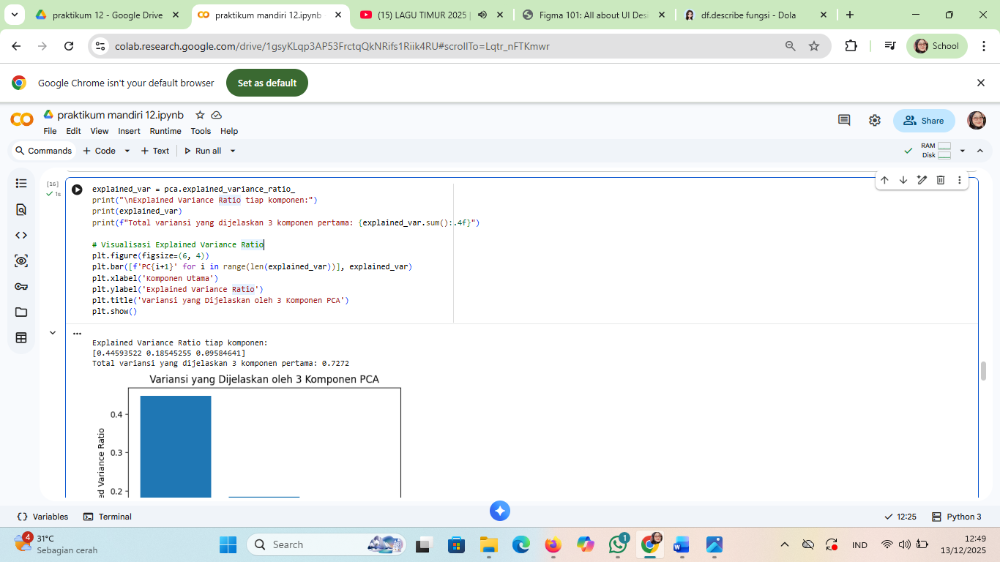 praktikum 12 - Google Drive
praktikum mandiri 12.ipynb
(15) LAGU TIMUR 2025 |
Figma 101: All about UI Desi
df.describe fungsi - Dola
colab.research.google.com/drive/1gsyKLqp3AP53FrctqQkNRifs1Riik4RU#scrollTo=Lqtr_nFTKmwr
School
Google Chrome isn't your default browser
Set as default
praktikum mandiri 12.ipynb
File Edit View Insert Runtime Tools Help
Share
Commands + Code + Text Run all
RAM
Disk
[16]
1s
explained_var = pca.explained_variance_ratio_
print("\nExplained Variance Ratio tiap komponen:")
print(explained_var)
print(f"Total variansi yang dijelaskan 3 komponen pertama: {explained_var.sum():.4f}")
# Visualisasi Explained Variance Ratio
plt.figure(figsize=(6, 4))
plt.bar([f'PC{i+1}' for i in range(len(explained_var))], explained_var)
plt.xlabel('Komponen Utama')
plt.ylabel('Explained Variance Ratio')
plt.title('Variansi yang Dijelaskan oleh 3 Komponen PCA')
plt.show()
Explained Variance Ratio tiap komponen:
[0.44593522 0.18545255 0.09584641]
Total variansi yang dijelaskan 3 komponen pertama: 0.7272
Variansi yang Dijelaskan oleh 3 Komponen PCA
0.4
0.3
0.2
ed Variance Ratio
Variables
Terminal
12:25
Python 3
4
31°C
Sebagian cerah
Search
1
IND
12:49
13/12/2025